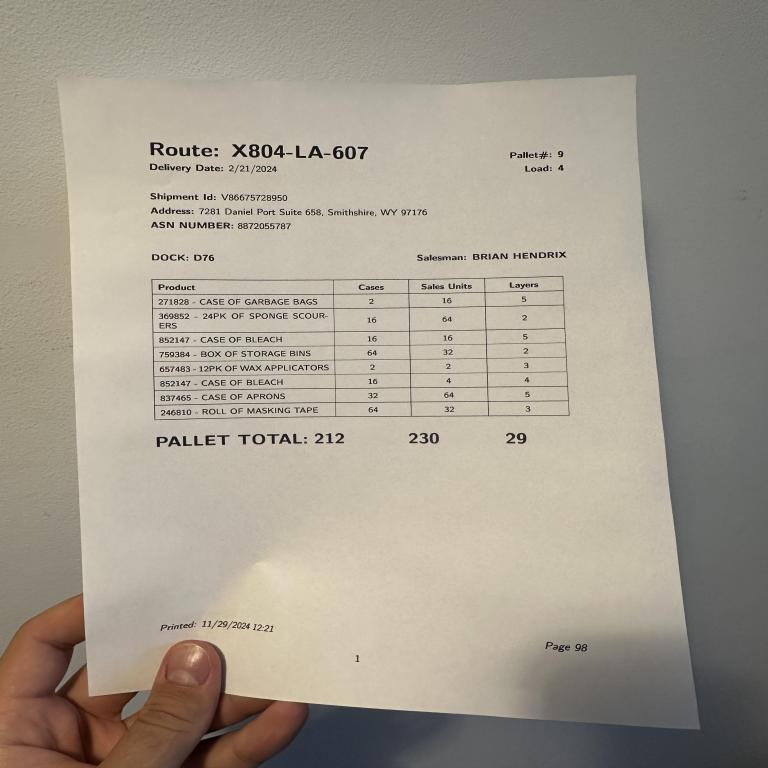 Route: X804-LA-607
Pallet#: 9
Delivery Date: 2/21/2024
Load: 4
Shipment Id: V86675728950
Address: 7281 Daniel Port Suite 658, Smithshire, WY 97176
ASN NUMBER: 8872055787
DOCK: D76
Salesman: BRIAN HENDRIX
Product Cases Sales Units Layers
271828 - CASE OF GARBAGE BAGS 2 16 5
369852 - 24PK OF SPONGE SCOUR-
ERS 16 64 2
852147 - CASE OF BLEACH 16 16 5
759384 - BOX OF STORAGE BINS 64 32 2
657483 - 12PK OF WAX APPLICATORS 2 2 3
852147 - CASE OF BLEACH 16 4 4
837465 - CASE OF APRONS 32 64 5
246810 - ROLL OF MASKING TAPE 64 32 3
PALLET TOTAL: 212 230 29
Printed: 11/29/2024 12:21
Page 98
1